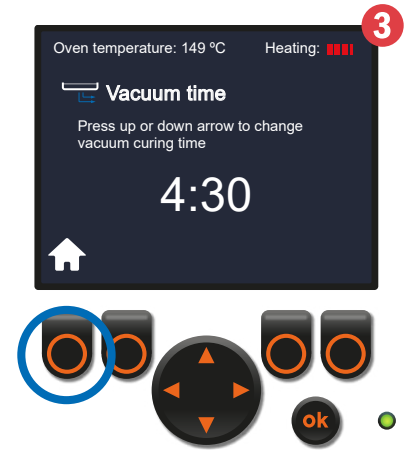 3
Oven temperature: 149 ºC Heating:
Vacuum time
Press up or down arrow to change
vacuum curing time
4:30
ok